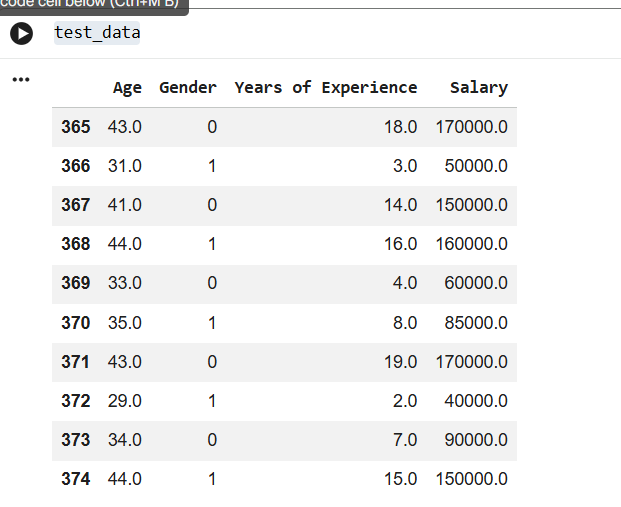 code cell below (Ctrl+M B)
test_data
Age Gender Years of Experience Salary
365 43.0 0 18.0 170000.0
366 31.0 1 3.0 50000.0
367 41.0 0 14.0 150000.0
368 44.0 1 16.0 160000.0
369 33.0 0 4.0 60000.0
370 35.0 1 8.0 85000.0
371 43.0 0 19.0 170000.0
372 29.0 1 2.0 40000.0
373 34.0 0 7.0 90000.0
374 44.0 1 15.0 150000.0